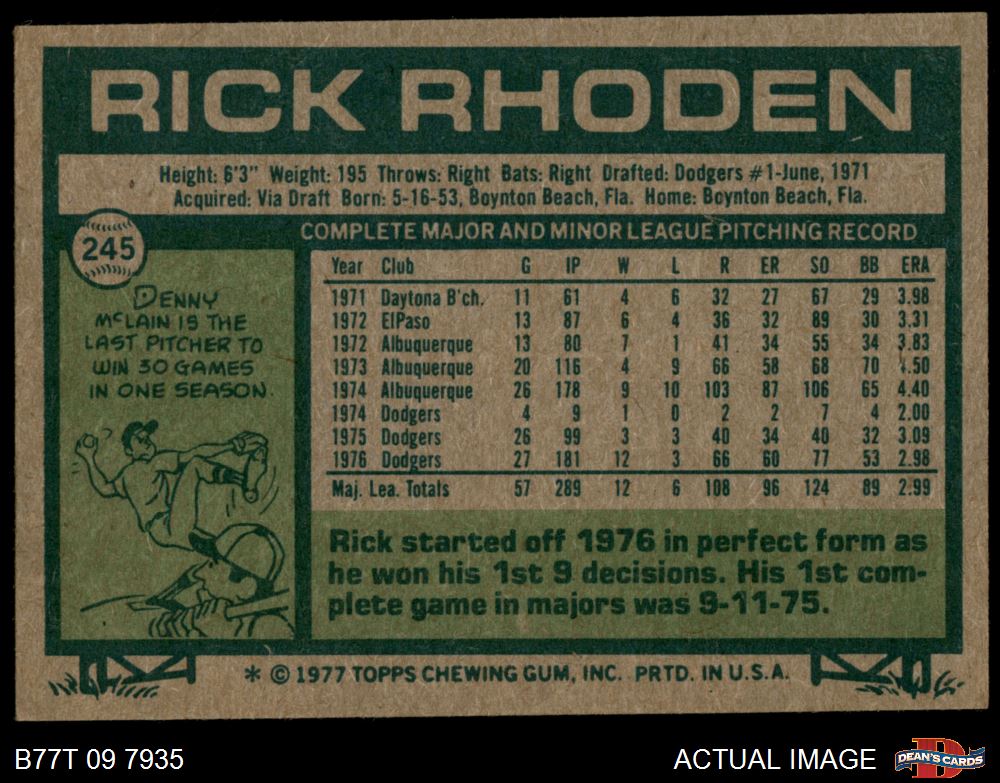 RICK RHODEN
Height: 6'3" Weight: 195 Throws: Right Bats: Right Drafted: Dodgers #1-June, 1971
Acquired: Via Draft Born: 5-16-53, Boynton Beach, Fla. Home: Boynton Beach, Fla.
245
DENNY
McLAIN IS THE
LAST PITCHER TO
WIN 30 GAMES
IN ONE SEASON.
COMPLETE MAJOR AND MINOR LEAGUE PITCHING RECORD
Year Club G IP W L R ER SO BB ERA
1971 Daytona B'ch. 11 61 4 6 32 27 67 29 3.98
1972 ElPaso 13 87 6 4 36 32 89 30 3.31
1972 Albuquerque 13 80 7 1 41 34 55 34 3.83
1973 Albuquerque 20 116 4 9 66 58 68 70 4.50
1974 Albuquerque 26 178 9 10 103 87 106 65 4.40
1974 Dodgers 4 9 1 0 2 2 7 4 2.00
1975 Dodgers 26 99 3 3 40 34 40 32 3.09
1976 Dodgers 27 181 12 3 66 60 77 53 2.98
Maj. Lea. Totals 57 289 12 6 108 96 124 89 2.99
Rick started off 1976 in perfect form as
he won his 1st 9 decisions. His 1st com-
plete game in majors was 9-11-75.
* © 1977 TOPPS CHEWING GUM, INC. PRTD. IN U.S.A.
B77T 09 7935
ACTUAL IMAGE
D
DEAN'S CARDS